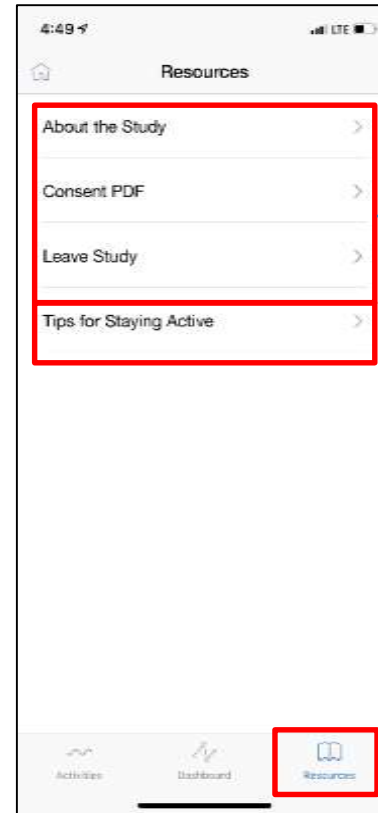 4:49
LTE
Resources
About the Study
Consent PDF
Leave Study
Tips for Staying Active
Activities
Dashboard
Resources